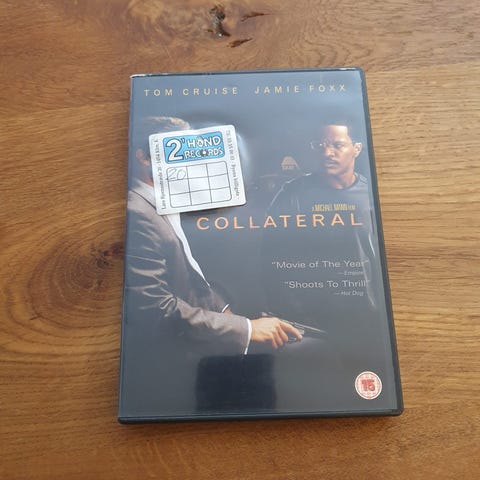 TOM CRUISE JAMIE FOXX
2nd HAND
RECORDS
20
TAXI
A MICHAEL MANN FILM
COLLATERAL
"Movie of The Year"
— Empire
"Shoots To Thrill"
— Hot Dog
15